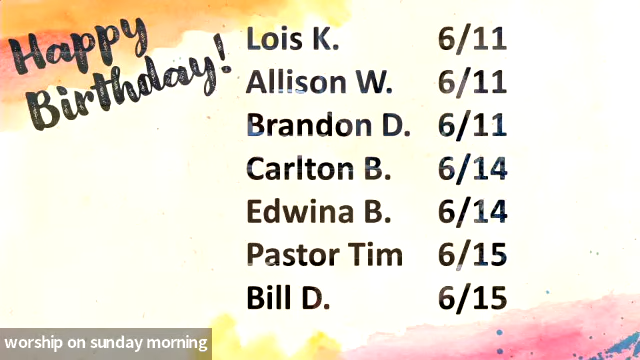 Happy
Birthday!
Lois K. 6/11
Allison W. 6/11
Brandon D. 6/11
Carlton B. 6/14
Edwina B. 6/14
Pastor Tim 6/15
Bill D. 6/15
worship on sunday morning